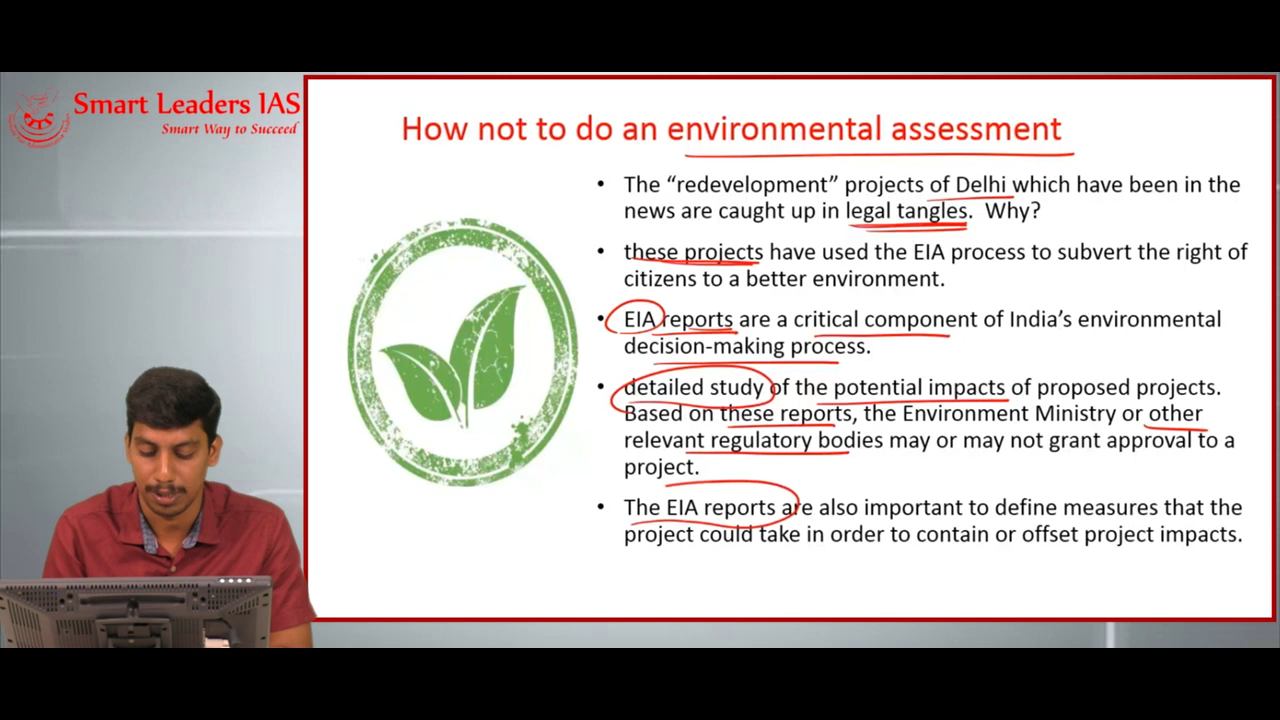 Smart Leaders IAS
Smart Way to Succeed
How not to do an environmental assessment
• The “redevelopment” projects of Delhi which have been in the
news are caught up in legal tangles. Why?
• these projects have used the EIA process to subvert the right of
citizens to a better environment.
• EIA reports are a critical component of India’s environmental
decision-making process.
• detailed study of the potential impacts of proposed projects.
Based on these reports, the Environment Ministry or other
relevant regulatory bodies may or may not grant approval to a
project.
• The EIA reports are also important to define measures that the
project could take in order to contain or offset project impacts.